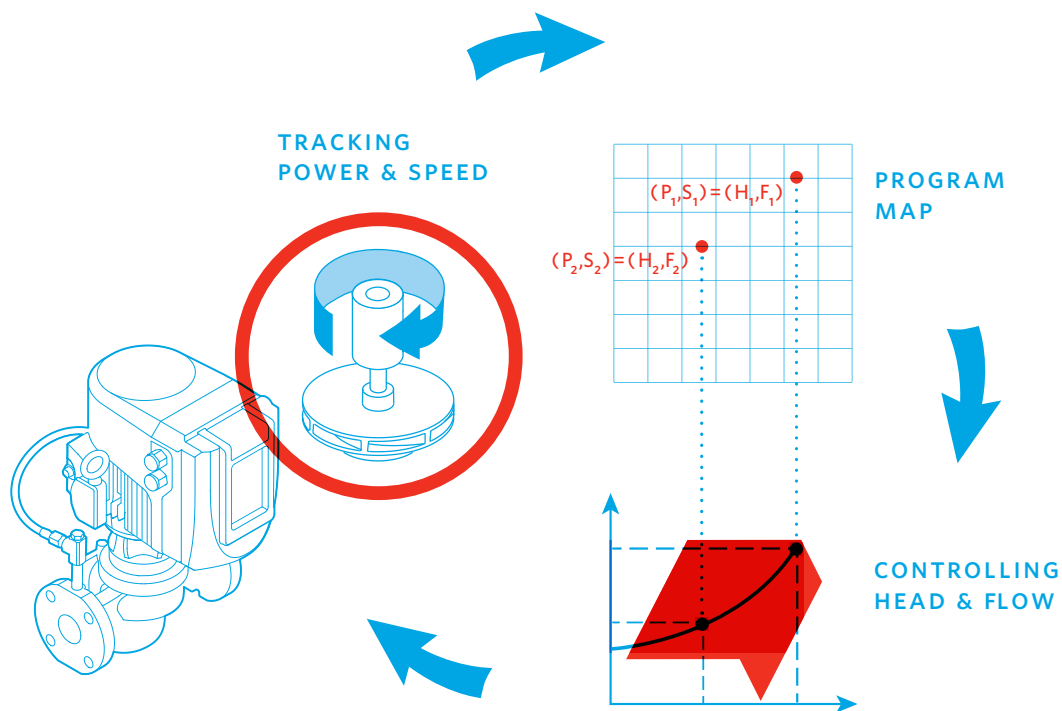 TRACKING
POWER & SPEED
(P₁,S₁)=(H₁,F₁)
PROGRAM
MAP
(P₂,S₂)=(H₂,F₂)
CONTROLLING
HEAD & FLOW